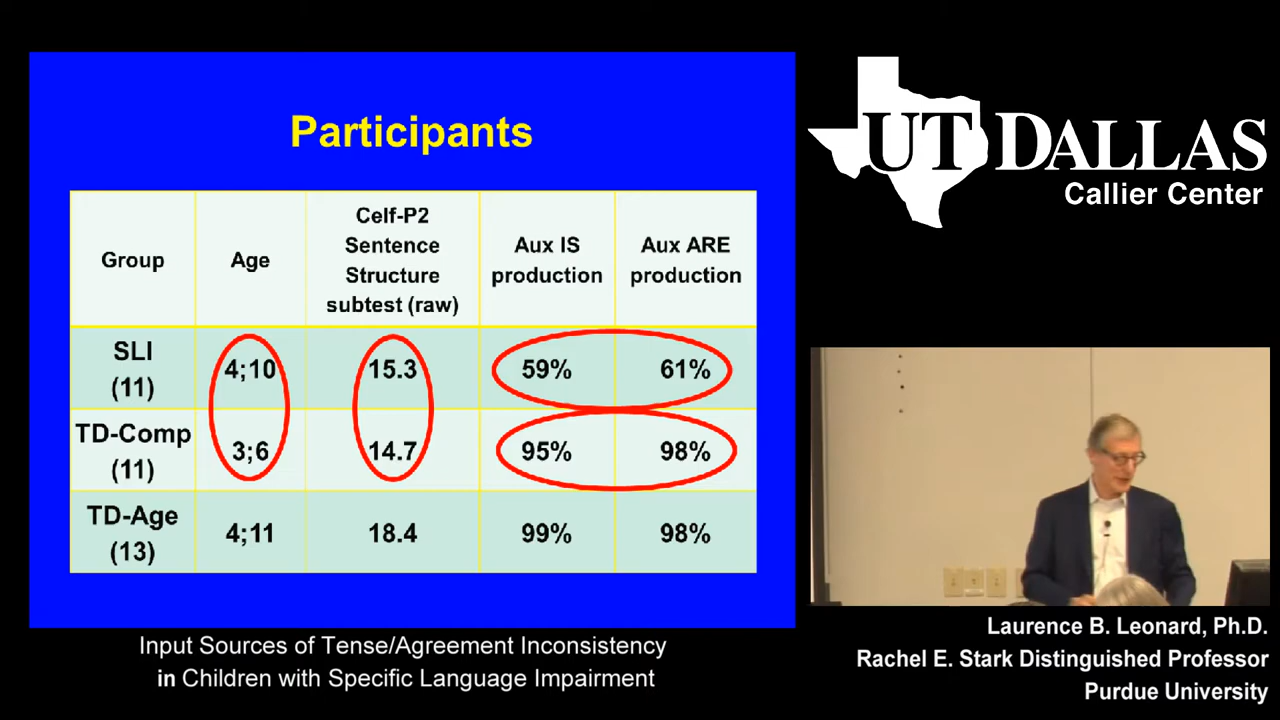 Participants
Group
Age
Celf-P2
Sentence
Structure
subtest (raw)
Aux IS
production
Aux ARE
production
SLI
(11)
4;10
15.3
59%
61%
TD-Comp
(11)
3;6
14.7
95%
98%
TD-Age
(13)
4;11
18.4
99%
98%
UT DALLAS
Callier Center
Input Sources of Tense/Agreement Inconsistency
in Children with Specific Language Impairment
Laurence B. Leonard, Ph.D.
Rachel E. Stark Distinguished Professor
Purdue University